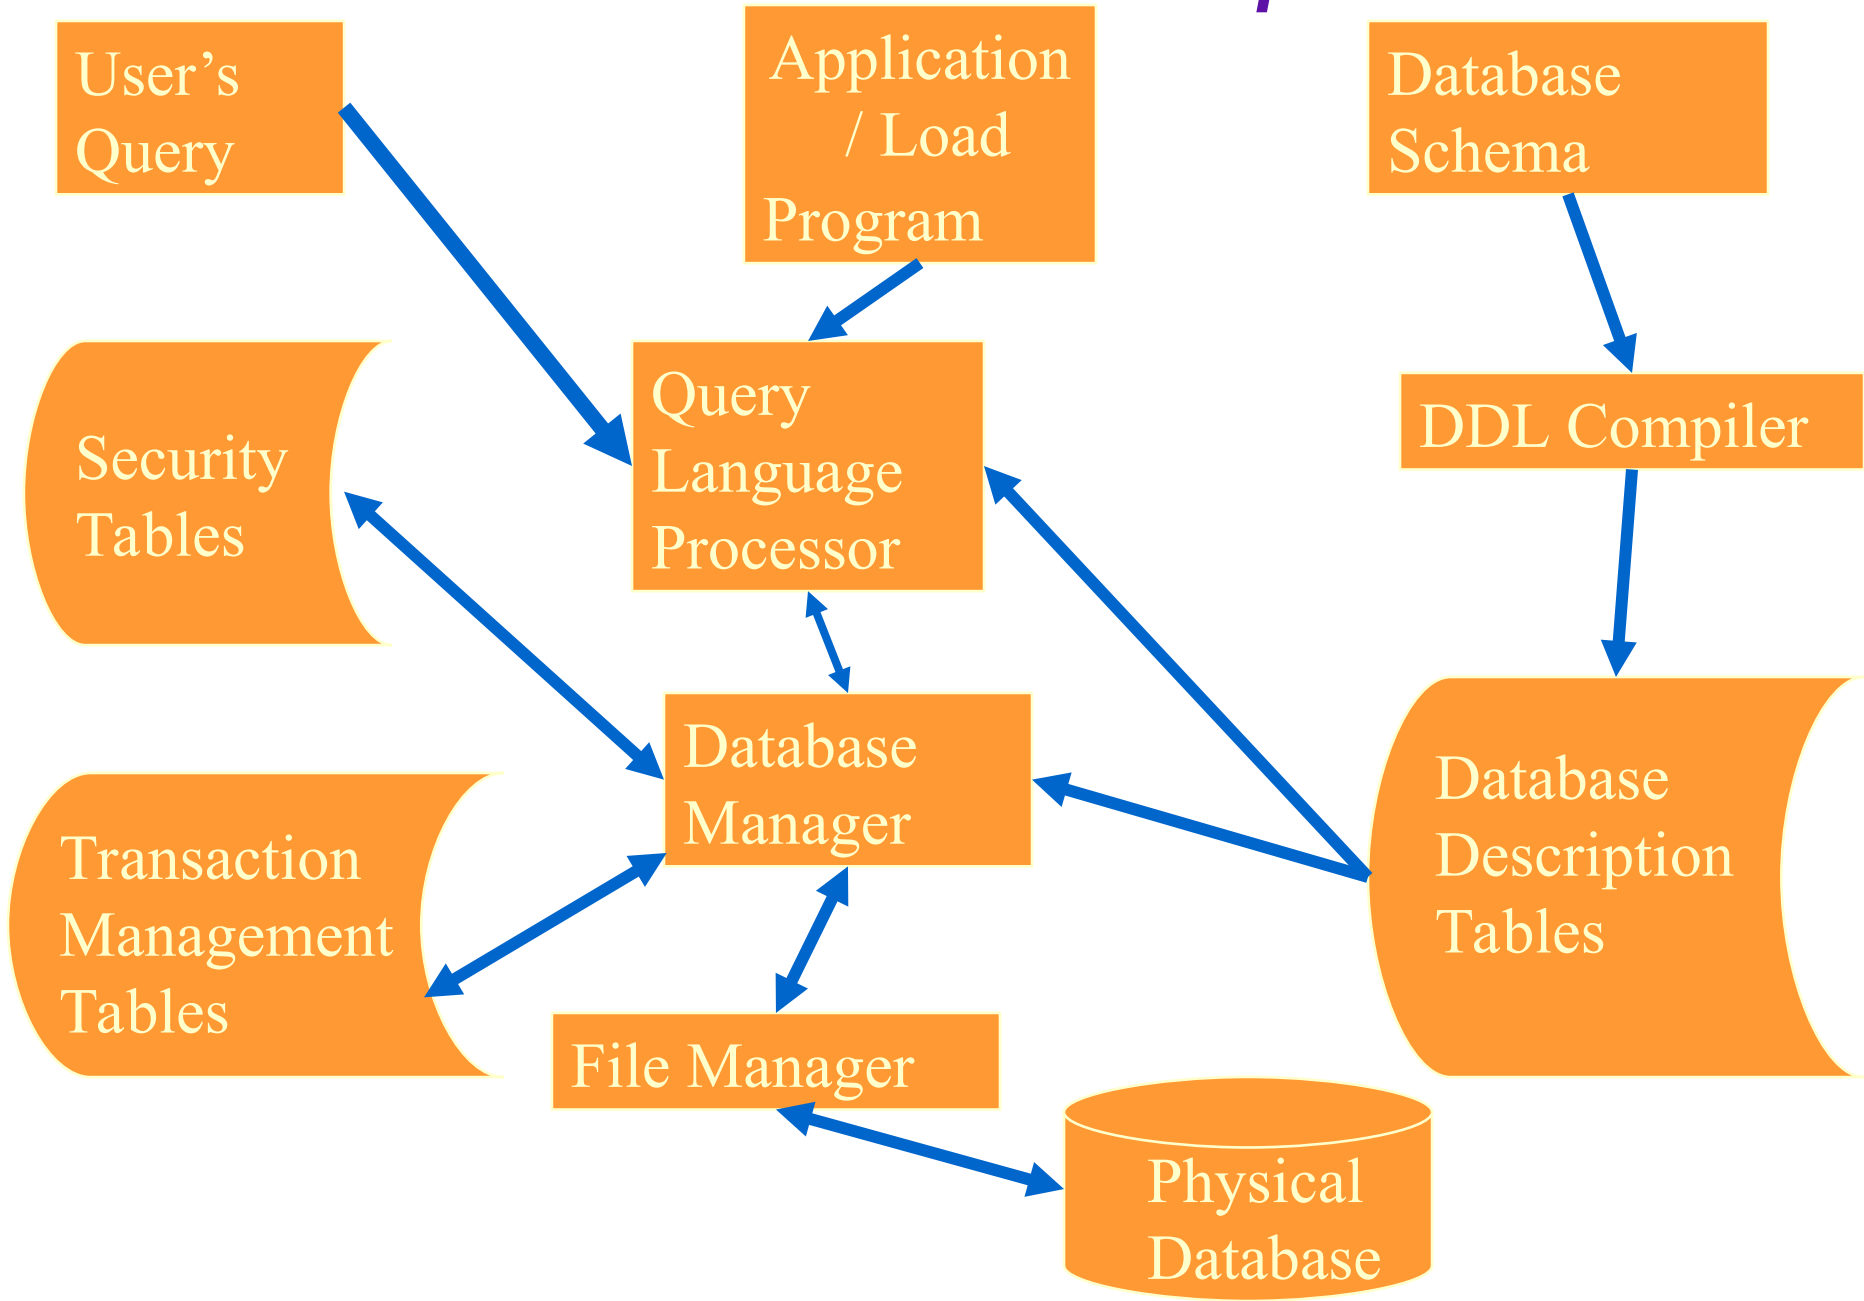 User’s
Query
Application
/ Load
Program
Database
Schema
Query
Language
Processor
DDL Compiler
Security
Tables
Database
Manager
Database
Description
Tables
Transaction
Management
Tables
File Manager
Physical
Database